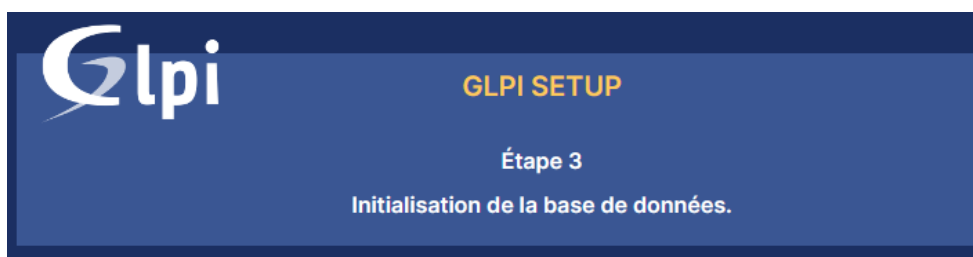 Glpi
GLPI SETUP
Étape 3
Initialisation de la base de données.